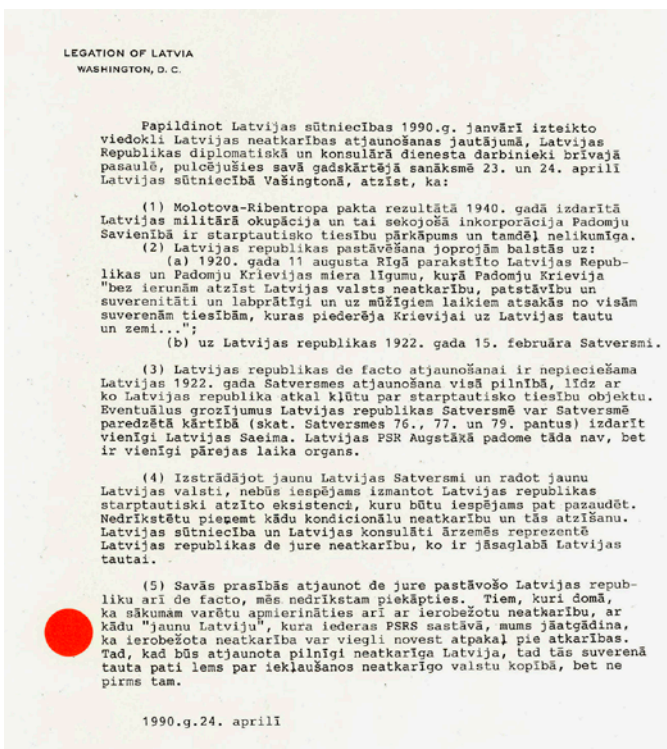 LEGATION OF LATVIA
WASHINGTON, D. C.
Papildinot Latvijas sūtniecības 1990.g. janvārī izteikto
viedokli Latvijas neatkarības atjaunošanas jautājumā, Latvijas
Republikas diplomatiskā un konsulārā dienesta darbinieki brīvajā
pasaulē, pulcējušies savā gadskārtējā sanāksmē 23. un 24. aprilī
Latvijas sūtniecībā Vašingtonā, atzīst, ka:
(1) Molotova-Ribentropa pakta rezultātā 1940. gadā izdarītā
Latvijas militārā okupācija un tai sekojošā inkorporācija Padomju
Savienībā ir starptautisko tiesību pārkāpums un tamdēļ nelikumīga.
(2) Latvijas republikas pastāvēšana joprojām balstās uz:
(a) 1920. gada 11 augusta Rīgā parakstīto Latvijas Repub-
likas un Padomju Krievijas miera līgumu, kuŗā Padomju Krievija
"bez ierunām atzīst Latvijas valsts neatkarību, patstāvību un
suverenitāti un labprātīgi un uz mūžīgiem laikiem atsakās no visām
suverenām tiesībām, kuras piederēja Krievijai uz Latvijas tautu
un zemi...";
(b) uz Latvijas republikas 1922. gada 15. februāra Satversmi.
(3) Latvijas republikas de facto atjaunošanai ir nepieciešama
Latvijas 1922. gada Satversmes atjaunošana visā pilnībā, līdz ar
ko Latvijas republika atkal kļūtu par starptautisko tiesību objektu.
Eventuālus grozījumus Latvijas republikas Satversmē var Satversmē
paredzētā kārtībā (skat. Satversmes 76., 77. un 79. pantus) izdarīt
vienīgi Latvijas Saeima. Latvijas PSR Augstākā padome tāda nav, bet
ir vienīgi pārejas laika organs.
(4) Izstrādājot jaunu Latvijas Satversmi un radot jaunu
Latvijas valsti, nebūs iespējams izmantot Latvijas republikas
starptautiski atzīto eksistenci, kuru būtu iespējams pat pazaudēt.
Nedrīkstētu pieņemt kādu kondicionālu neatkarību un tās atzīšanu.
Latvijas sūtniecība un Latvijas konsulāti ārzemēs reprezentē
Latvijas republikas de jure neatkarību, ko ir jāsaglabā Latvijas
tautai.
(5) Savās prasībās atjaunot de jure pastāvošo Latvijas repub-
liku arī de facto, mēs nedrīkstam piekāpties. Tiem, kuri domā,
ka sākumam varētu apmierināties arī ar ierobežotu neatkarību, ar
kādu "jaunu Latviju", kura iederas PSRS sastāvā, mums jāatgādina,
ka ierobežota neatkarība var viegli novest atpakaļ pie atkarības.
Tad, kad būs atjaunota pilnīgi neatkarīga Latvija, tad tās suverenā
tauta pati lems par iekļaušanos neatkarīgo valstu kopībā, bet ne
pirms tam.
1990.g.24. aprilī